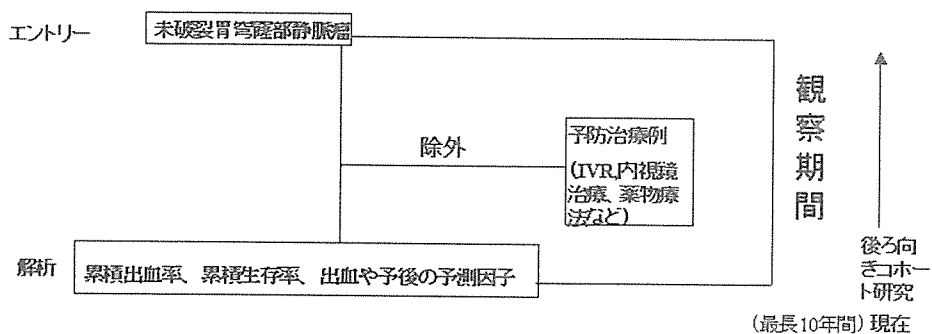 エントリー
未破裂胃穹窿部静脈瘤
除外
予防治療例
(IVR,内視鏡
治療、薬物療
法など)
観察期間
解析
累積出血率、累積生存率、出血や予後の予測因子
後ろ向
きコホー
ト研究
(最長10年間) 現在